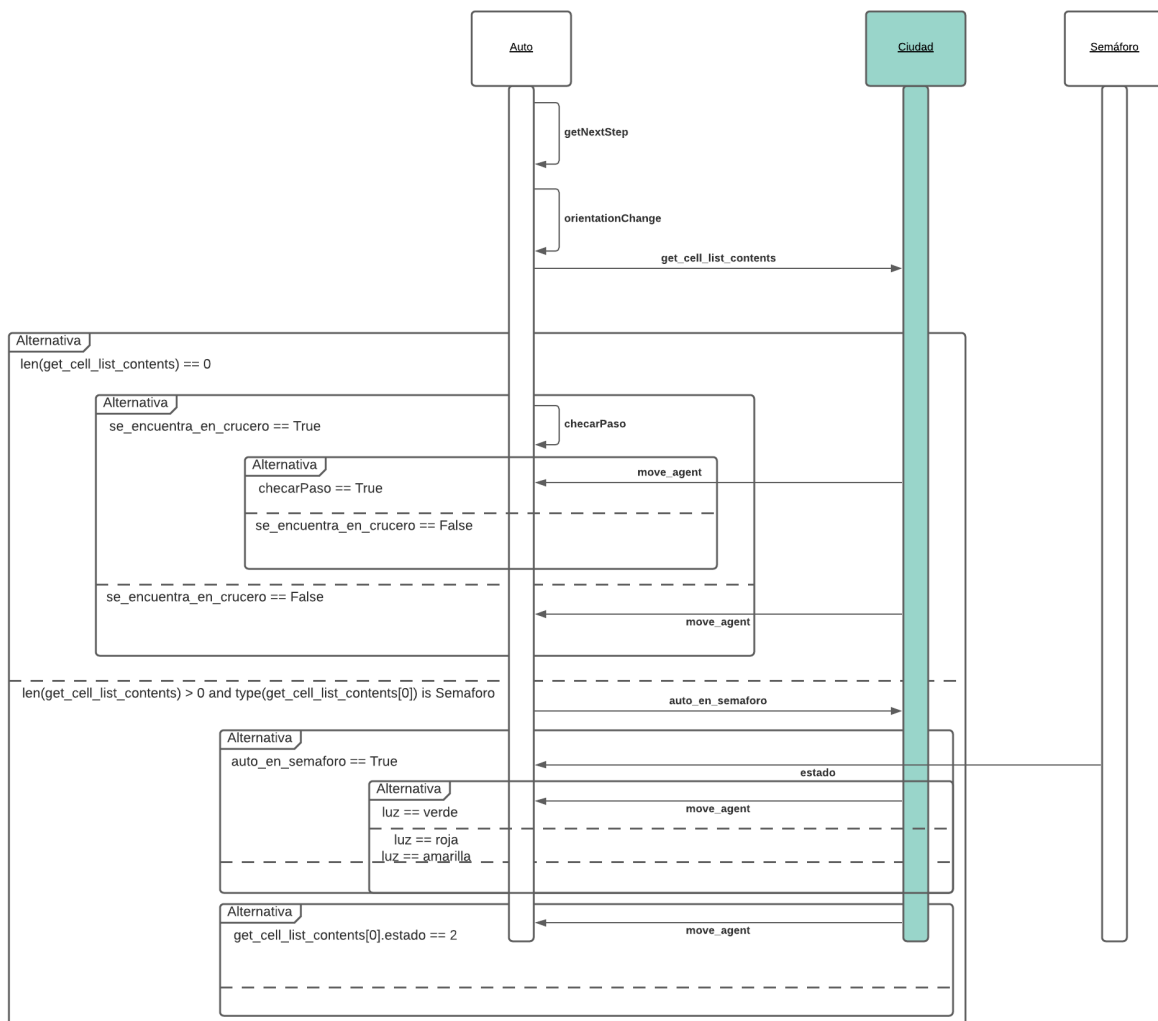 Auto
Ciudad
Semáforo
getNextStep
orientationChange
get_cell_list_contents
Alternativa
len(get_cell_list_contents) == 0
Alternativa
se_encuentra_en_crucero == True
checarPaso
Alternativa
move_agent
checarPaso == True
se_encuentra_en_crucero == False
se_encuentra_en_crucero == False
move_agent
len(get_cell_list_contents) > 0 and type(get_cell_list_contents[0]) is Semaforo
auto_en_semaforo
Alternativa
auto_en_semaforo == True
estado
Alternativa
luz == verde
move_agent
luz == roja
luz == amarilla
Alternativa
get_cell_list_contents[0].estado == 2
move_agent